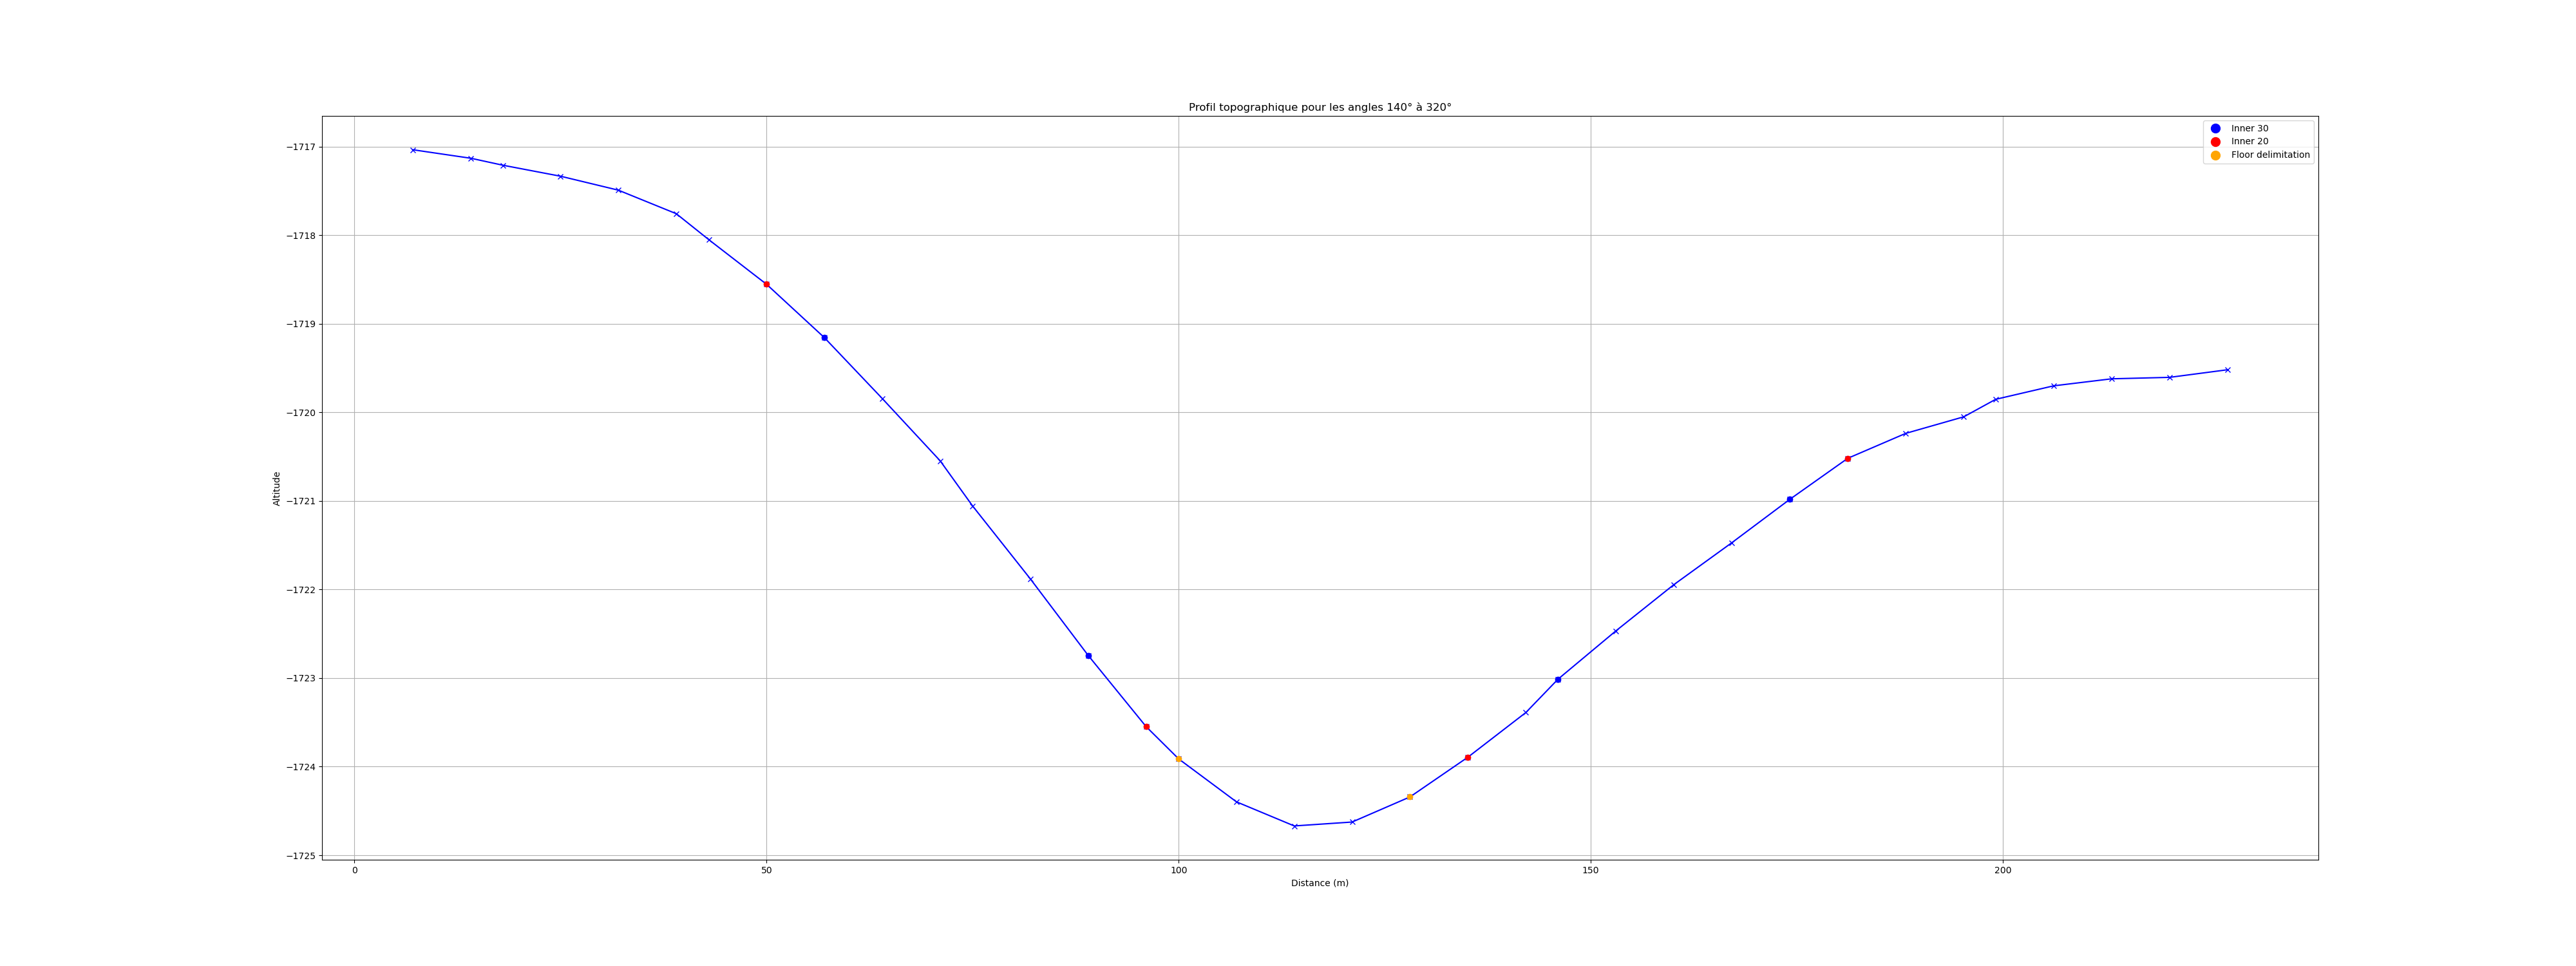 Profil topographique pour les angles 140° à 320°
Inner 30
Inner 20
Floor delimitation
Altitude
−1717
−1718
−1719
−1720
−1721
−1722
−1723
−1724
−1725
0 50 100 150 200
Distance (m)